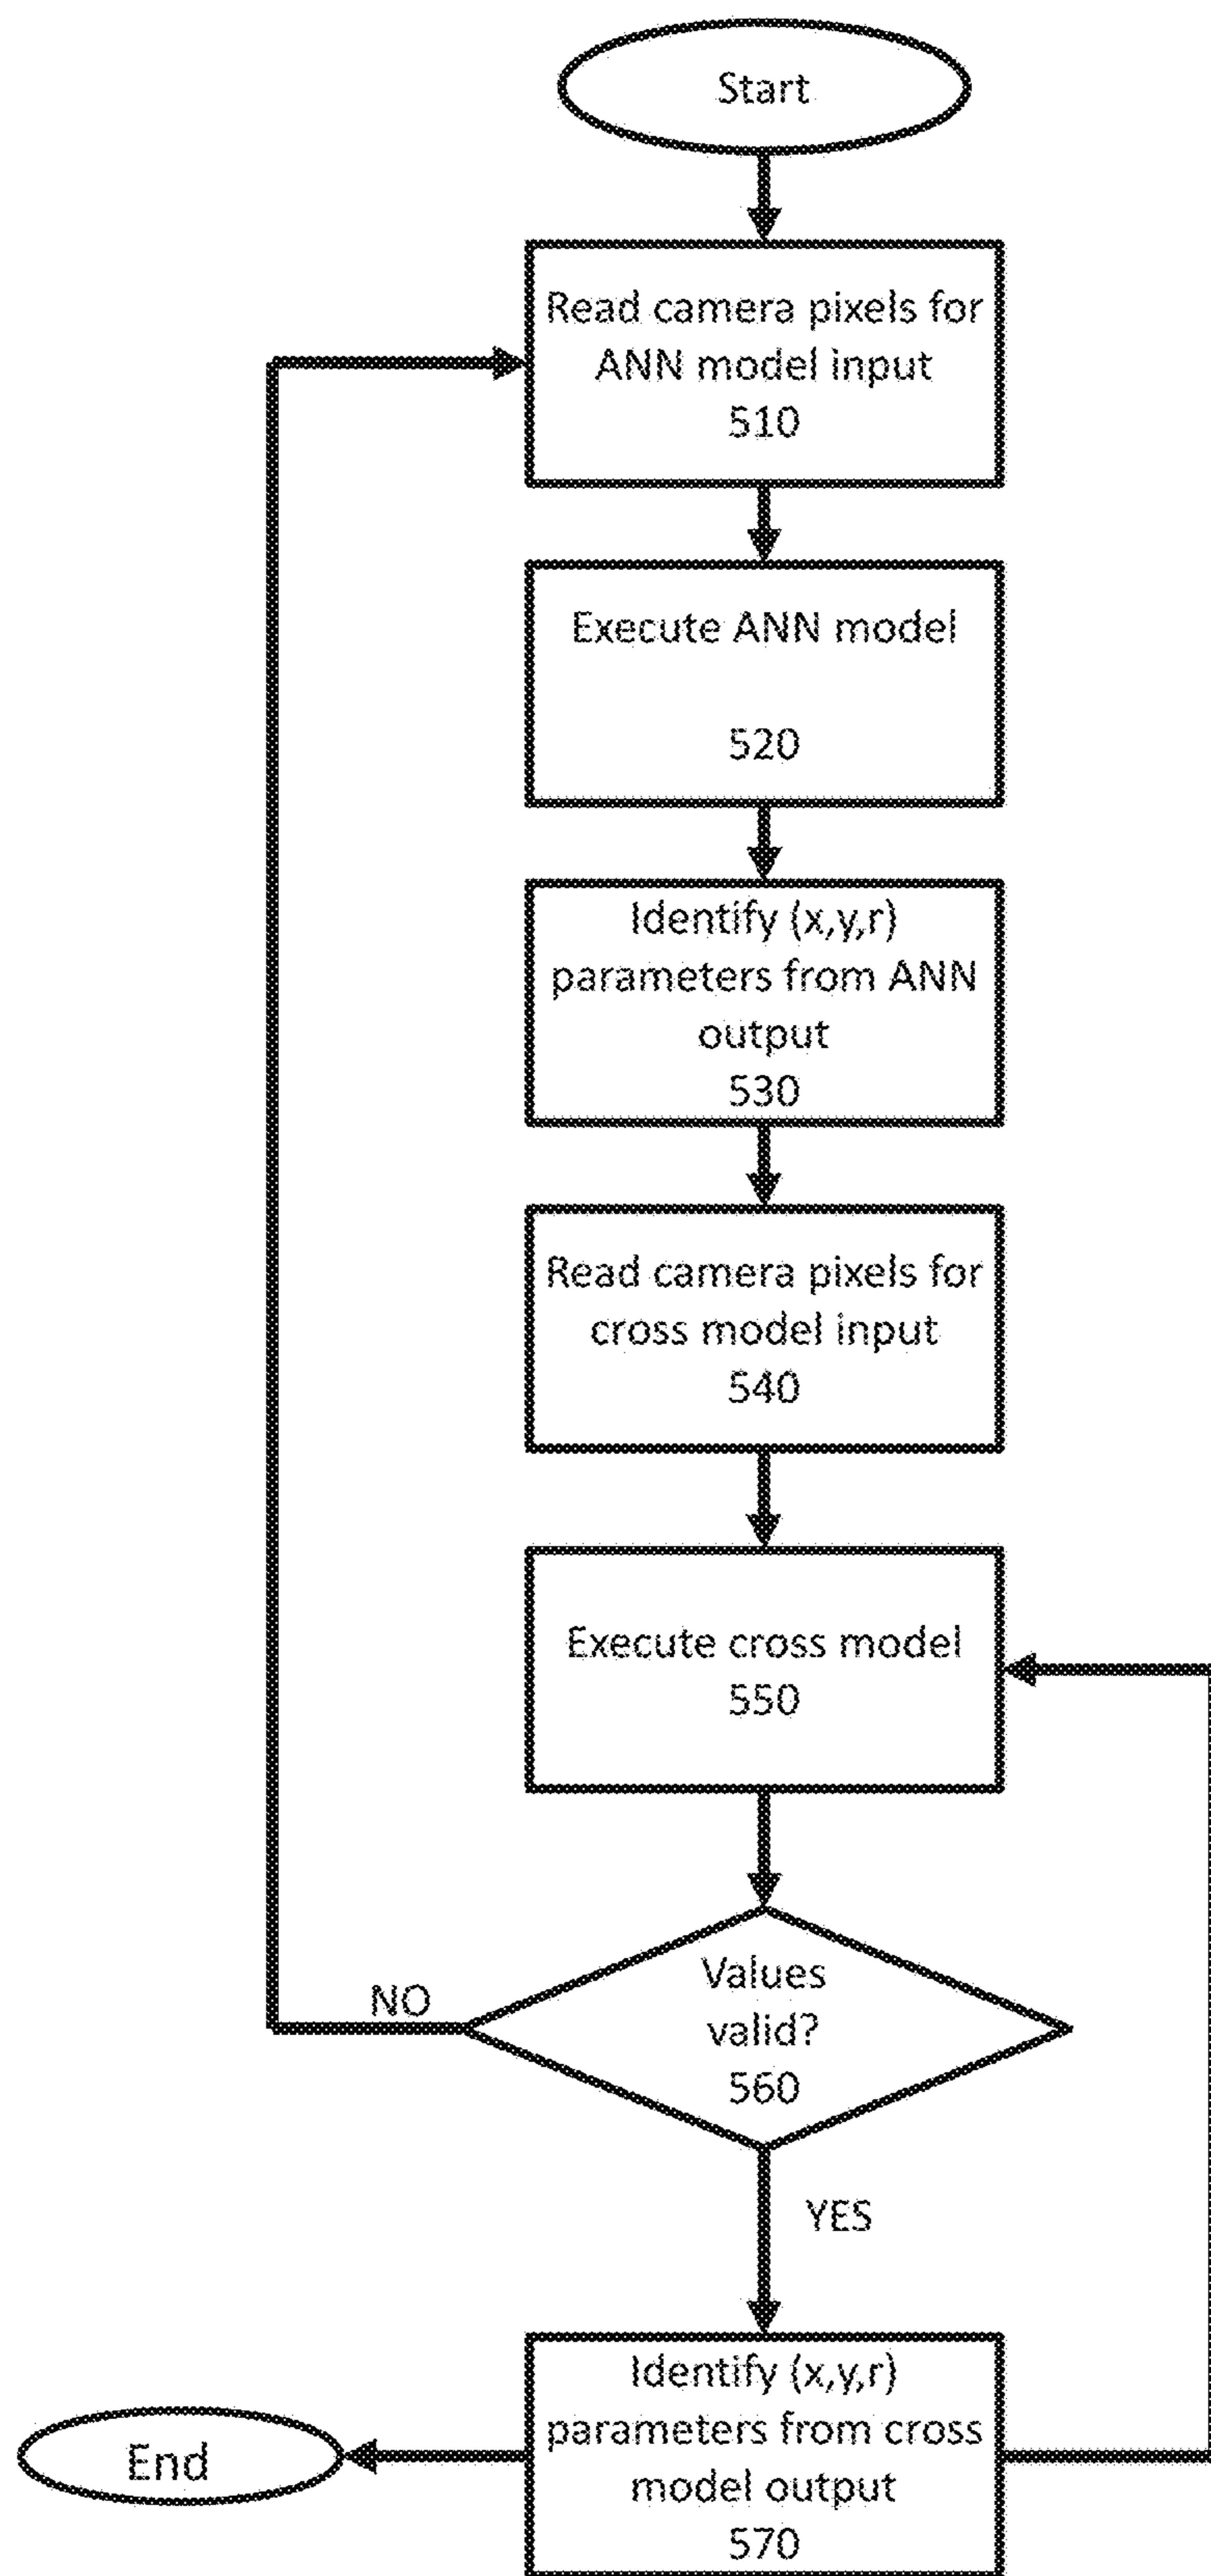 Start
Read camera pixels for
ANN model input
510
Execute ANN model
520
Identify (x,y,r)
parameters from ANN
output
530
Read camera pixels for
cross model input
540
Execute cross model
550
Values
valid?
560
NO
YES
Identify (x,y,r)
parameters from cross
model output
570
End